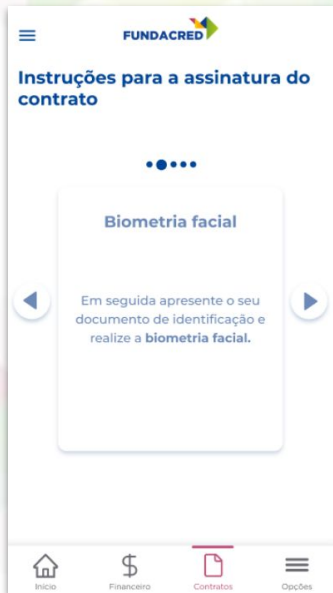 FUNDACRED
Instruções para a assinatura do
contrato
Biometria facial
Em seguida apresente o seu
documento de identificação e
realize a biometria facial.
Início
Financeiro
Contratos
Opções